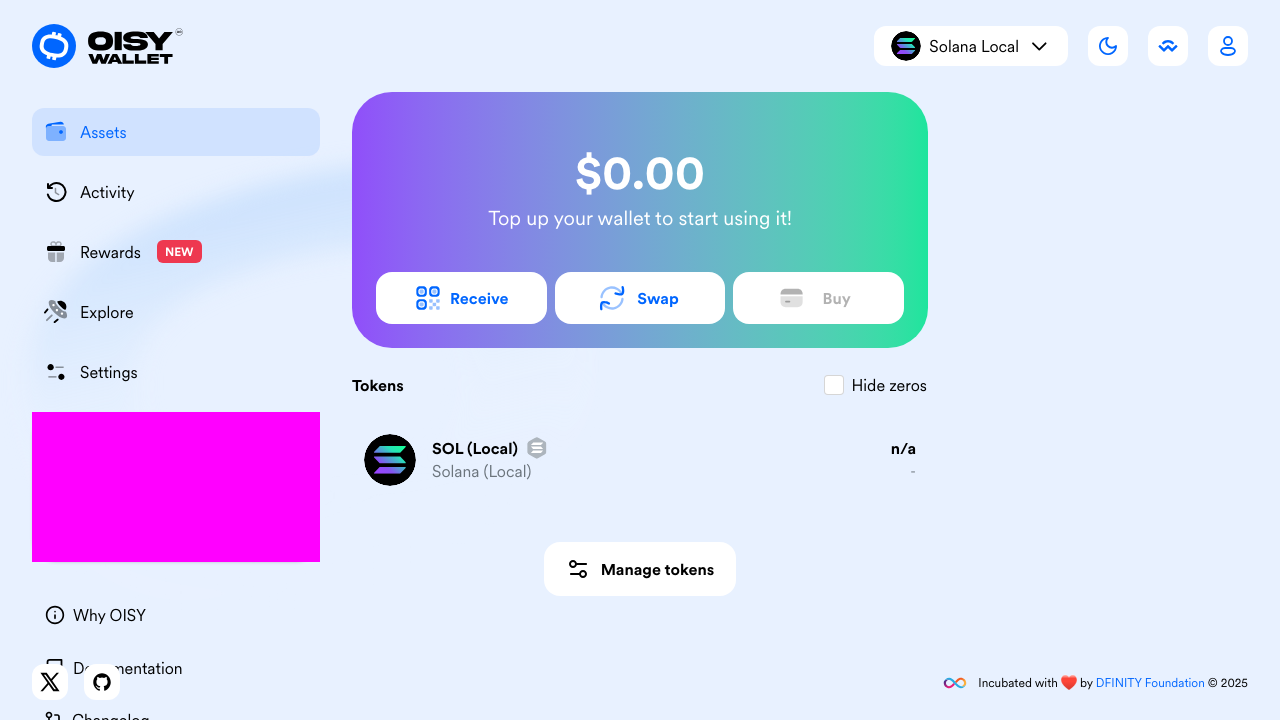 OISY
WALLET
Solana Local
Assets
Activity
Rewards NEW
Explore
Settings
$0.00
Top up your wallet to start using it!
Receive
Swap
Buy
Tokens
Hide zeros
SOL (Local)
n/a
Solana (Local)
-
Manage tokens
Why OISY
Documentation
Changelog
Incubated with ❤️ by DFINITY Foundation © 2025